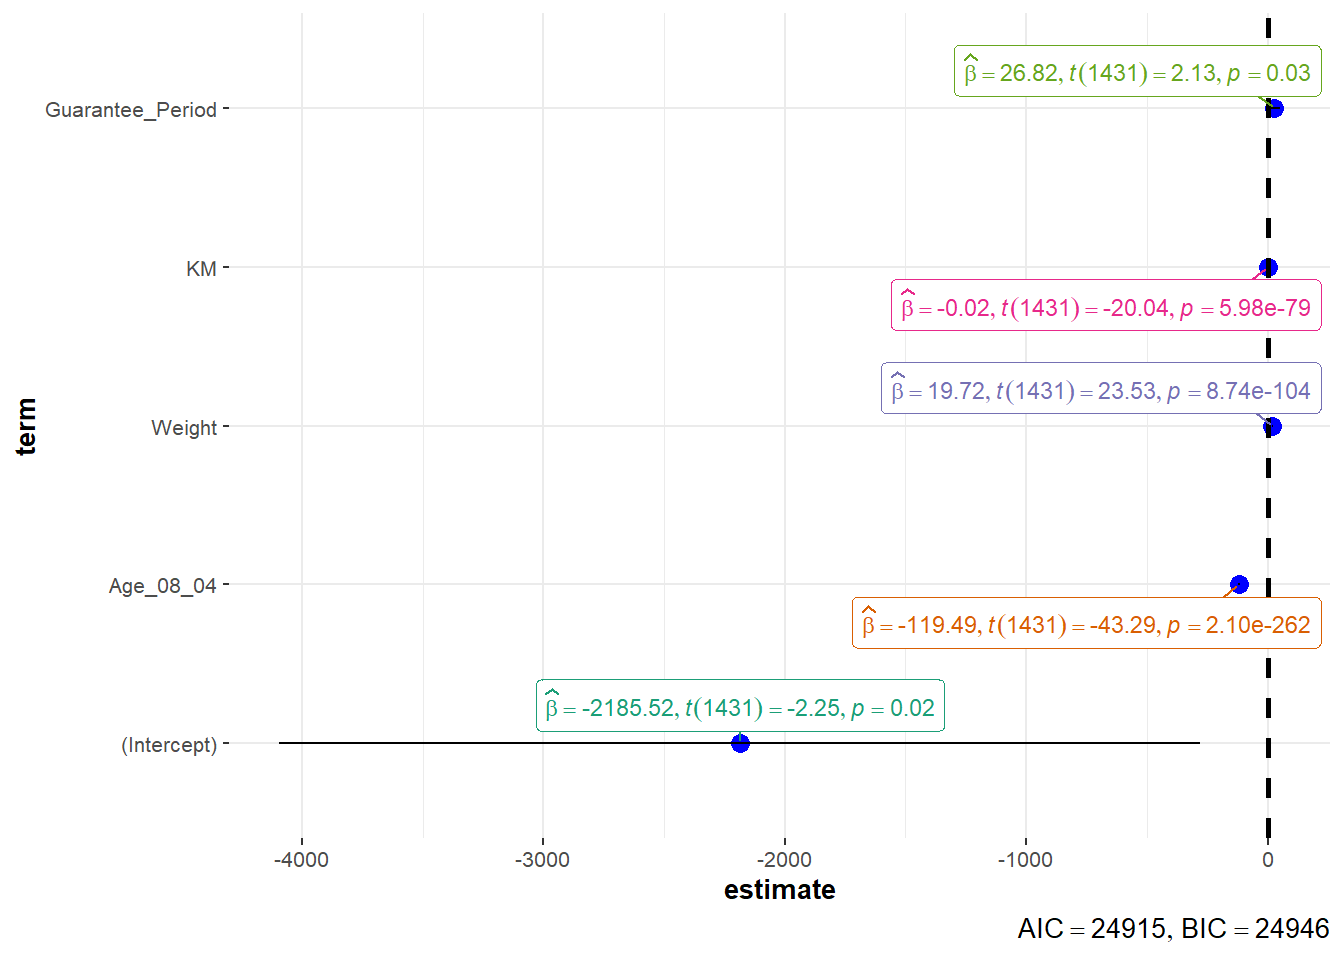 β̂ = 26.82, t(1431) = 2.13, p = 0.03
Guarantee_Period
KM
β̂ = -0.02, t(1431) = -20.04, p = 5.98e-79
β̂ = 19.72, t(1431) = 23.53, p = 8.74e-104
Weight
term
Age_08_04
β̂ = -119.49, t(1431) = -43.29, p = 2.10e-262
β̂ = -2185.52, t(1431) = -2.25, p = 0.02
(Intercept)
-4000 -3000 -2000 -1000 0
estimate
AIC = 24915, BIC = 24946